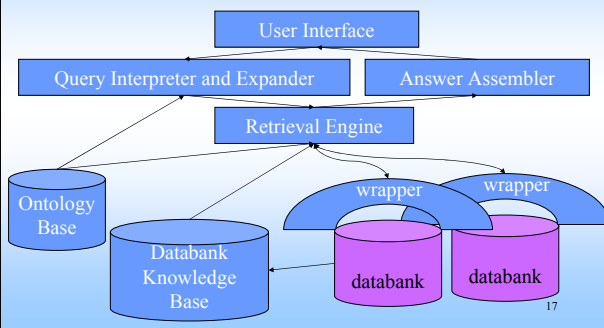 User Interface
Query Interpreter and Expander
Answer Assembler
Retrieval Engine
wrapper
wrapper
Ontology
Base
Databank
Knowledge
Base
databank
databank
17